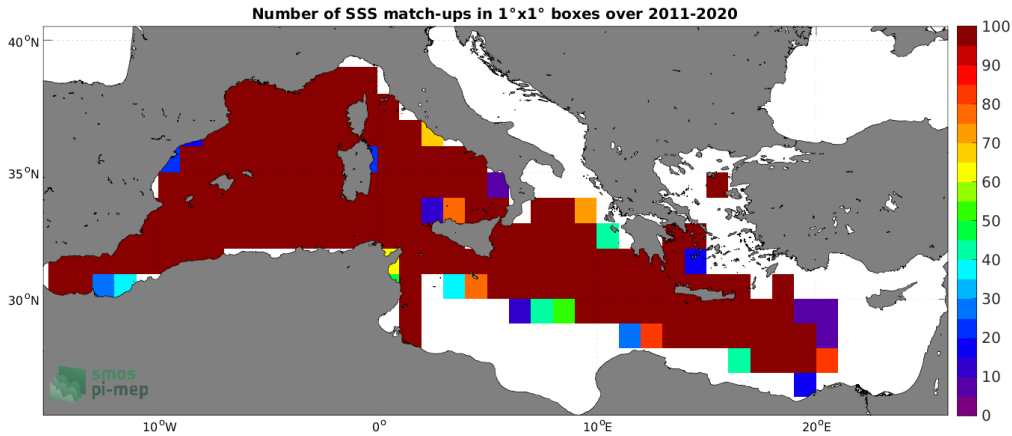 Number of SSS match-ups in 1°x1° boxes over 2011-2020
40°N
35°N
30°N
10°W
0°
10°E
20°E
100
90
80
70
60
50
40
30
20
10
0
smos
pi-mep